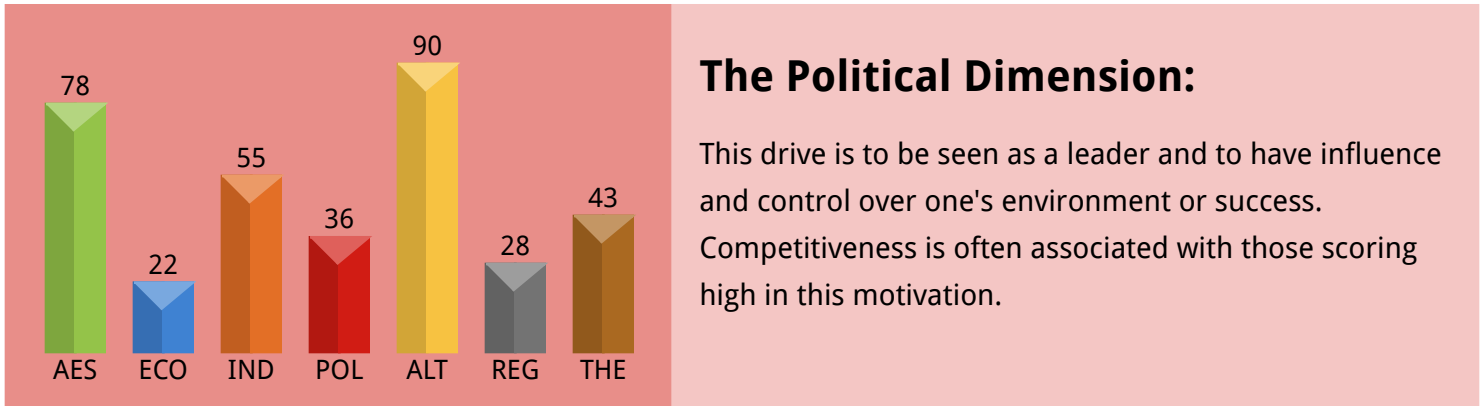 90
78
55
43
36
28
22
AES ECO IND POL ALT REG THE
The Political Dimension:
This drive is to be seen as a leader and to have influence
and control over one's environment or success.
Competitiveness is often associated with those scoring
high in this motivation.